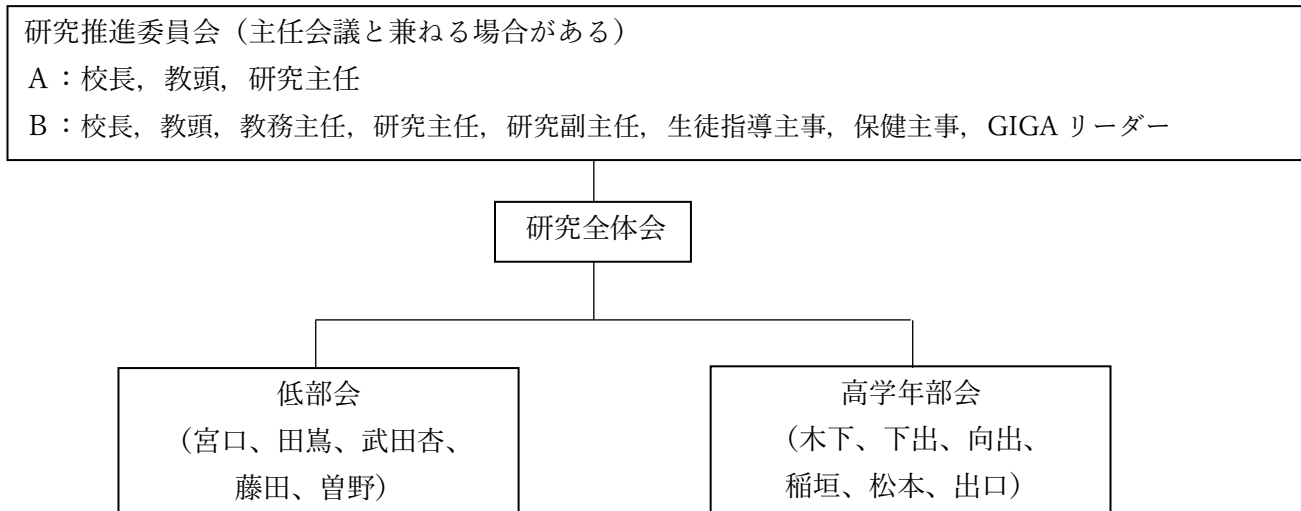 研究推進委員会（主任会議と兼ねる場合がある）
A：校長，教頭，研究主任
B：校長，教頭，教務主任，研究主任，研究副主任，生徒指導主事，保健主事，GIGA リーダー
研究全体会
低部会
（宮口、田嶌、武田杏、
藤田、曽野）
高学年部会
（木下、下出、向出、
稲垣、松本、出口）